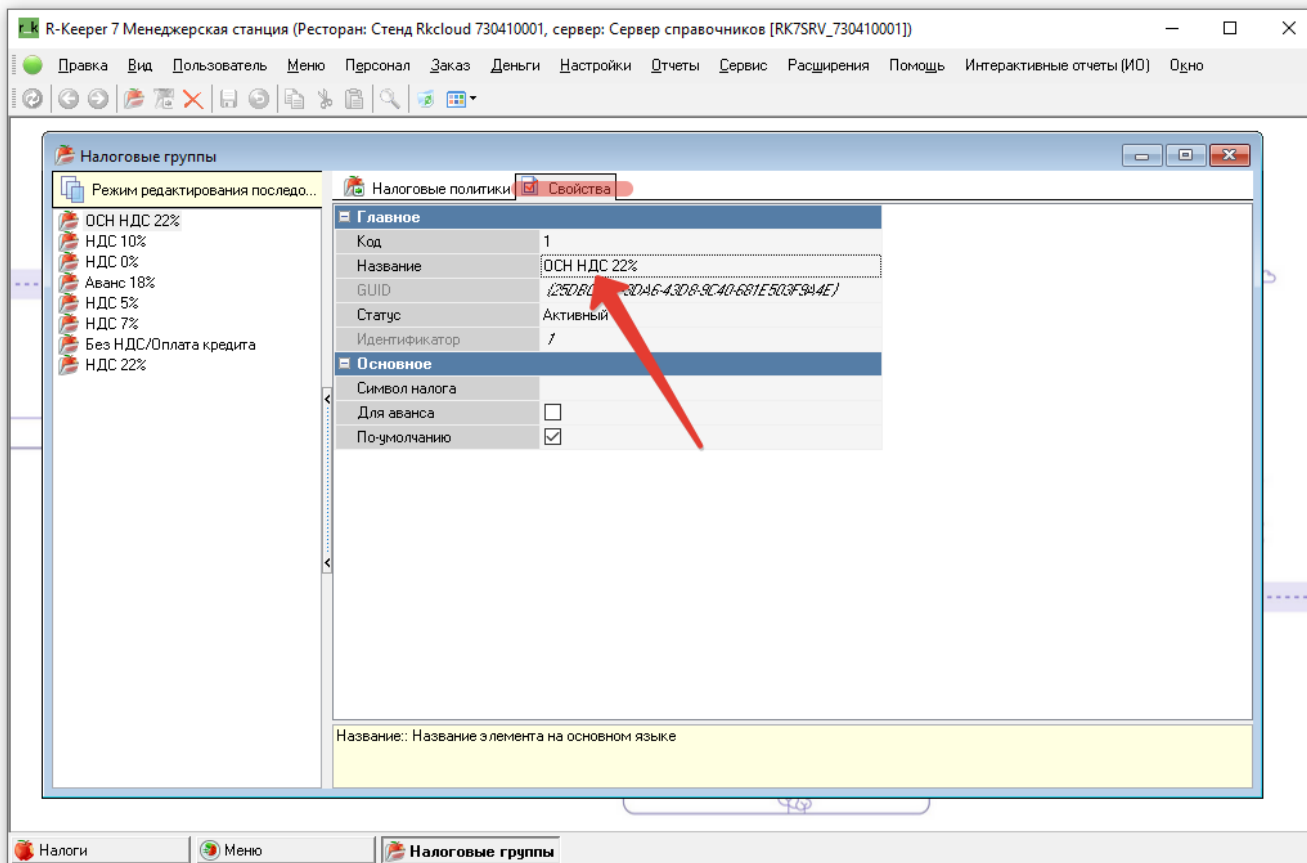 r_k R-Keeper 7 Менеджерская станция (Ресторан: Стенд Rkcloud 730410001, сервер: Сервер справочников [RK7SRV_730410001])
Правка Вид Пользователь Меню Персонал Заказ Деньги Настройки Отчеты Сервис Расширения Помощь Интерактивные отчеты (ИО) Окно
Налоговые группы
Режим редактирования последо...
Налоговые политики Свойства
ОСН НДС 22%
НДС 10%
НДС 0%
Аванс 18%
НДС 5%
НДС 7%
Без НДС/Оплата кредита
НДС 22%
Главное
Код 1
Название ОСН НДС 22%
GUID
Статус Активный
Идентификатор 1
Основное
Символ налога
Для аванса
По-умолчанию
Название:: Название элемента на основном языке
Налоги Меню Налоговые группы